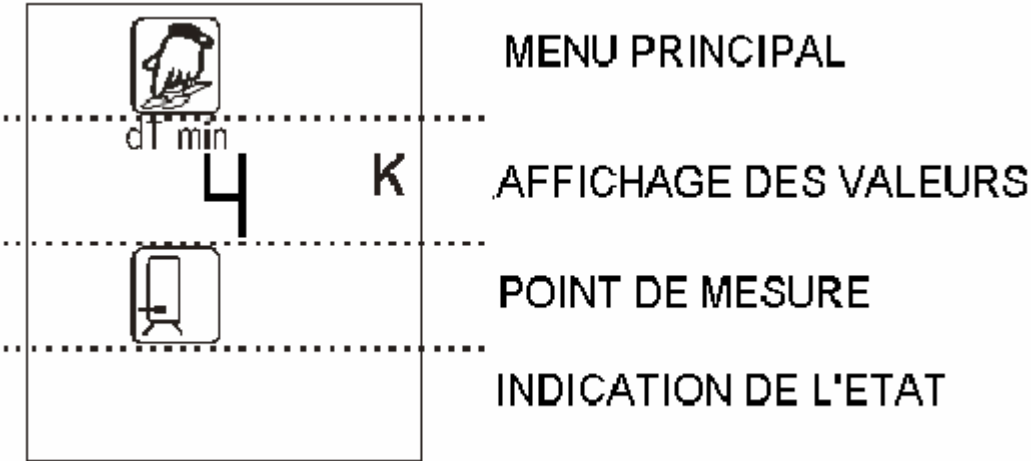 MENU PRINCIPAL
dT min
4 K
AFFICHAGE DES VALEURS
POINT DE MESURE
INDICATION DE L'ETAT